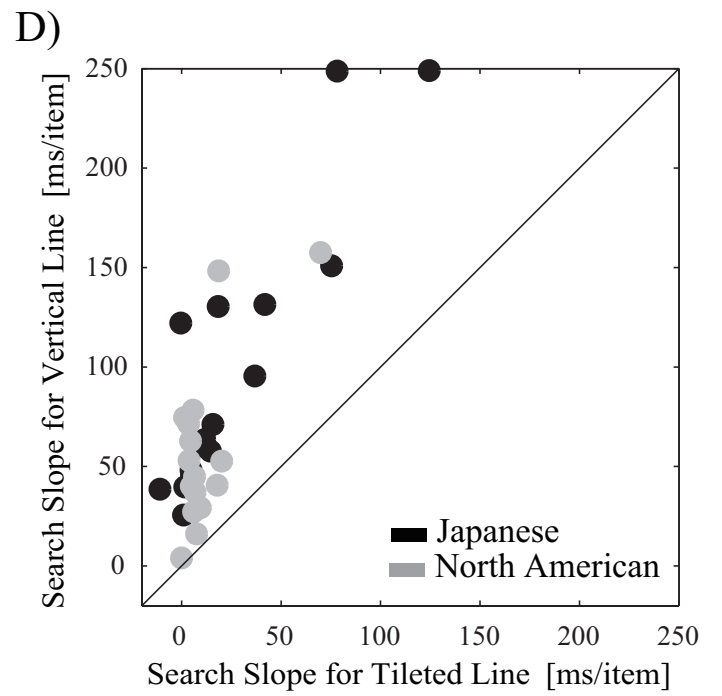 D)
Search Slope for Vertical Line [ms/item]
250
200
150
100
50
0
Japanese
North American
0 50 100 150 200 250
Search Slope for Tileted Line [ms/item]